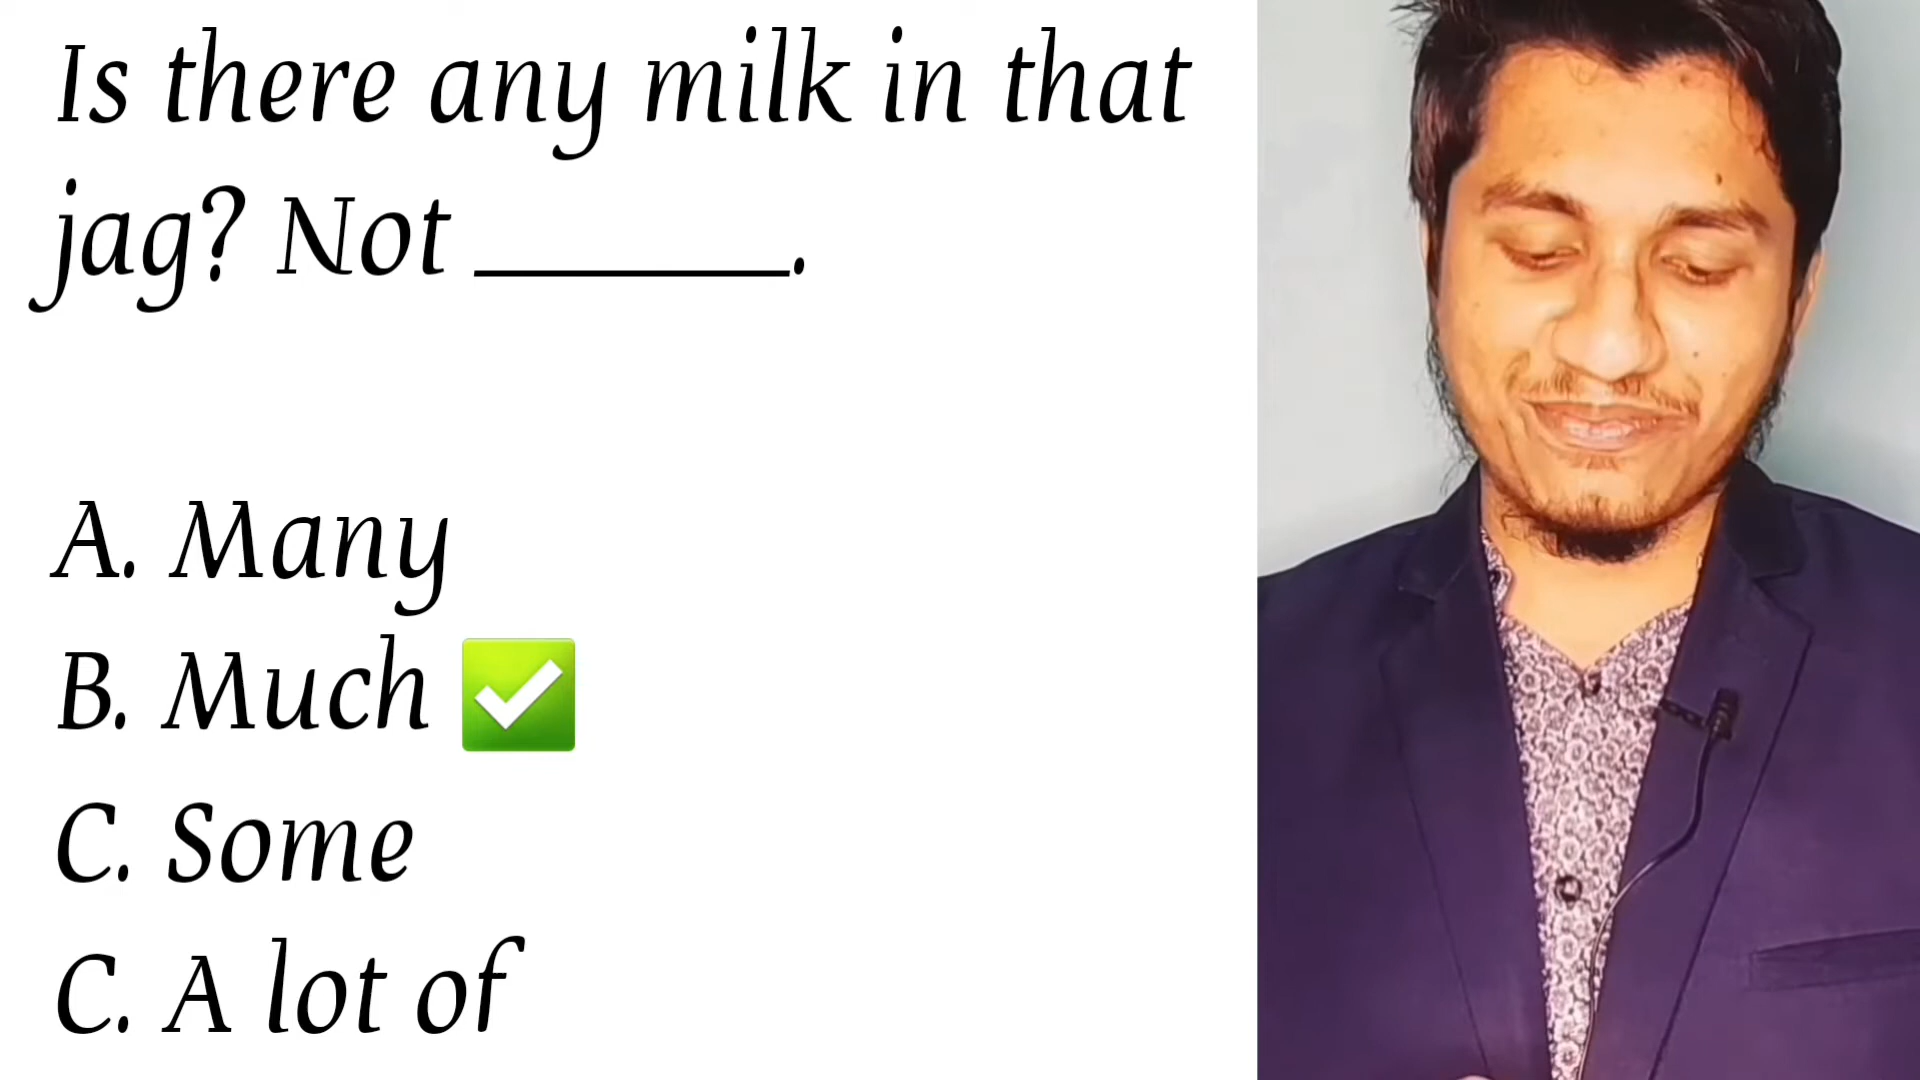 Is there any milk in that
jag? Not ______.
A. Many
B. Much ✅
C. Some
C. A lot of